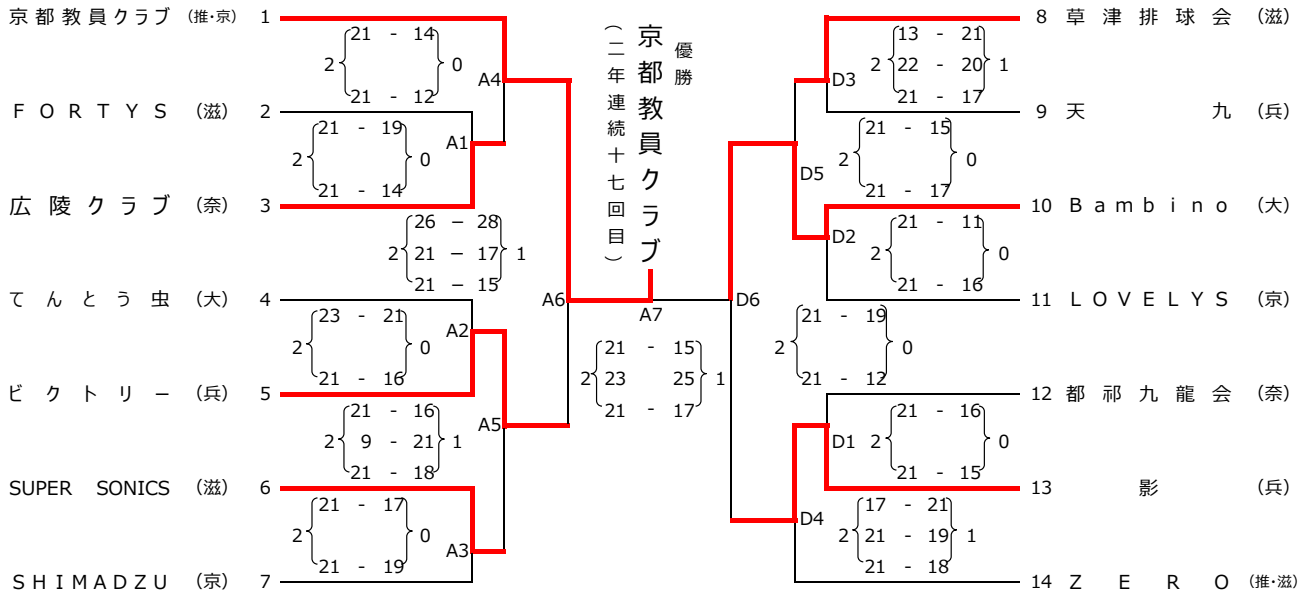 京都教員クラブ (推・京) 1
21 - 14
2 0
21 - 12
A4
FORTYS (滋) 2
21 - 19
2 0
21 - 14
A1
広陵クラブ (奈) 3
26 － 28
2 21 － 17 1
21 － 15
てんとう虫 (大) 4
23 - 21
2 0
21 - 16
A2
ビクトリー (兵) 5
21 - 16
2 9 - 21 1
21 - 18
A5
SUPER SONICS (滋) 6
21 - 17
2 0
21 - 19
A3
SHIMADZU (京) 7
A6
優勝
京都教員クラブ
(二年連続十七回目)
A7
21 - 15
2 23 25 1
21 - 17
D6
8 草津排球会 (滋)
13 - 21
2 22 - 20 1
21 - 17
D3
9 天九 (兵)
21 - 15
2 0
21 - 17
D5
10 Bambino (大)
21 - 11
2 0
21 - 16
D2
11 LOVELYS (京)
21 - 19
2 0
21 - 12
12 都祁九龍会 (奈)
21 - 16
2 0
21 - 15
D1
13 影 (兵)
17 - 21
2 21 - 19 1
21 - 18
D4
14 ZERO (推・滋)